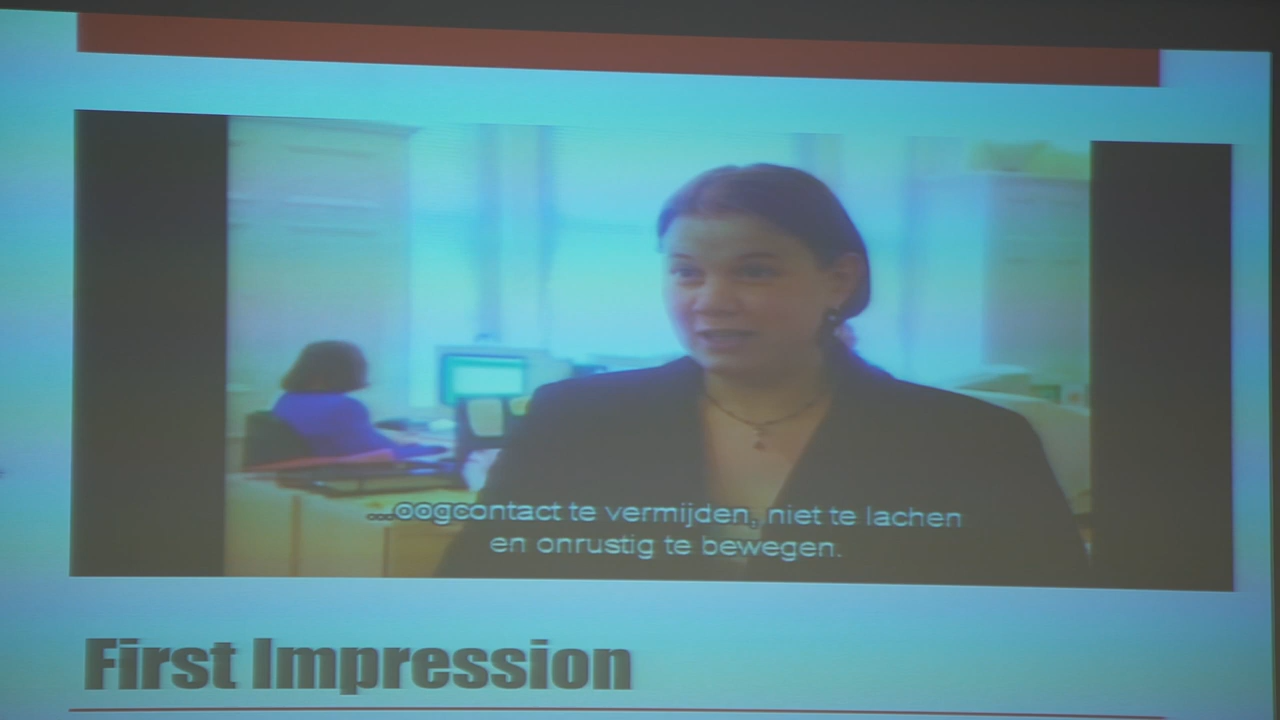 ...oogcontact te vermijden, niet te lachen
en onrustig te bewegen.
First Impression